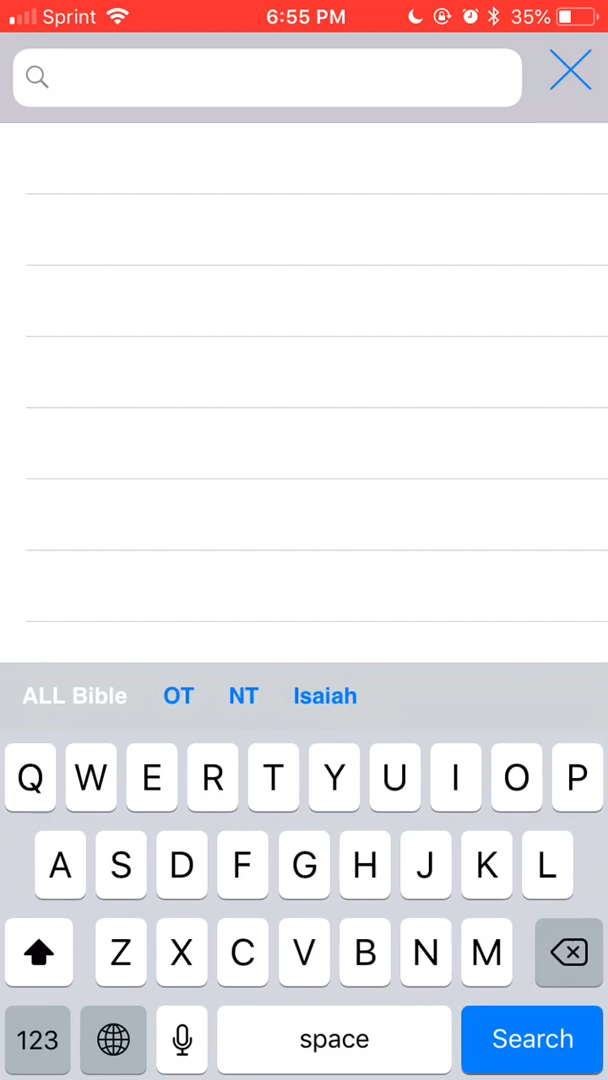 Sprint 6:55 PM 35%
ALL Bible OT NT Isaiah
Q W E R T Y U I O P
A S D F G H J K L
Z X C V B N M
123 space Search